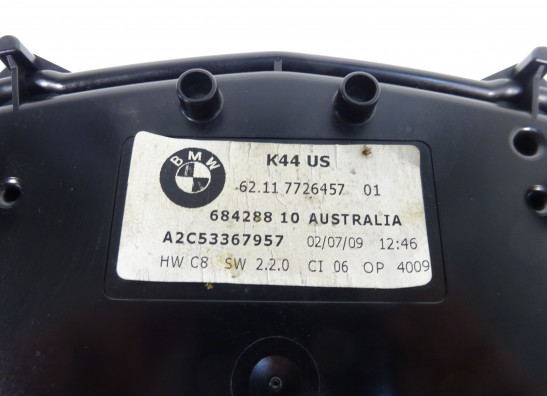 BMW
K44 US
62.11 7726457 01
684288 10 AUSTRALIA
A2C53367957 02/07/09 12:46
HW C8 SW 2.2.0 CI 06 OP 4009